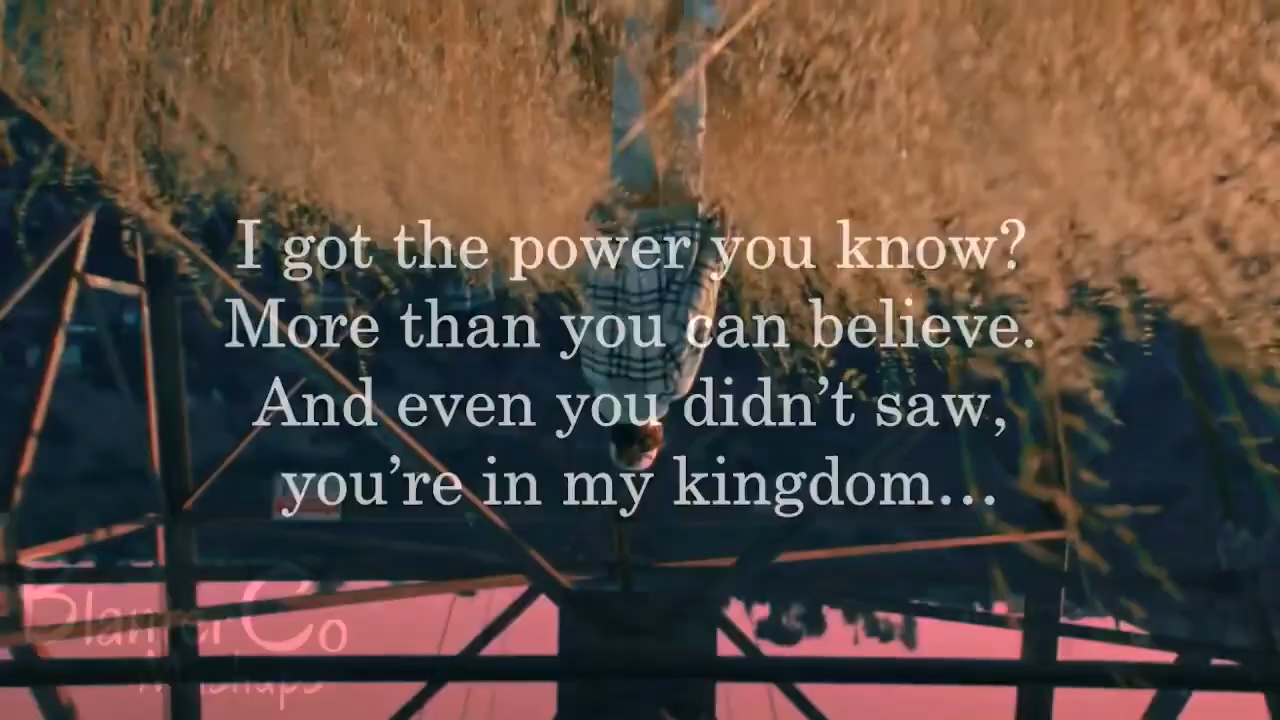 I got the power you know?
More than you can believe.
And even you didn’t saw,
you’re in my kingdom…
Co